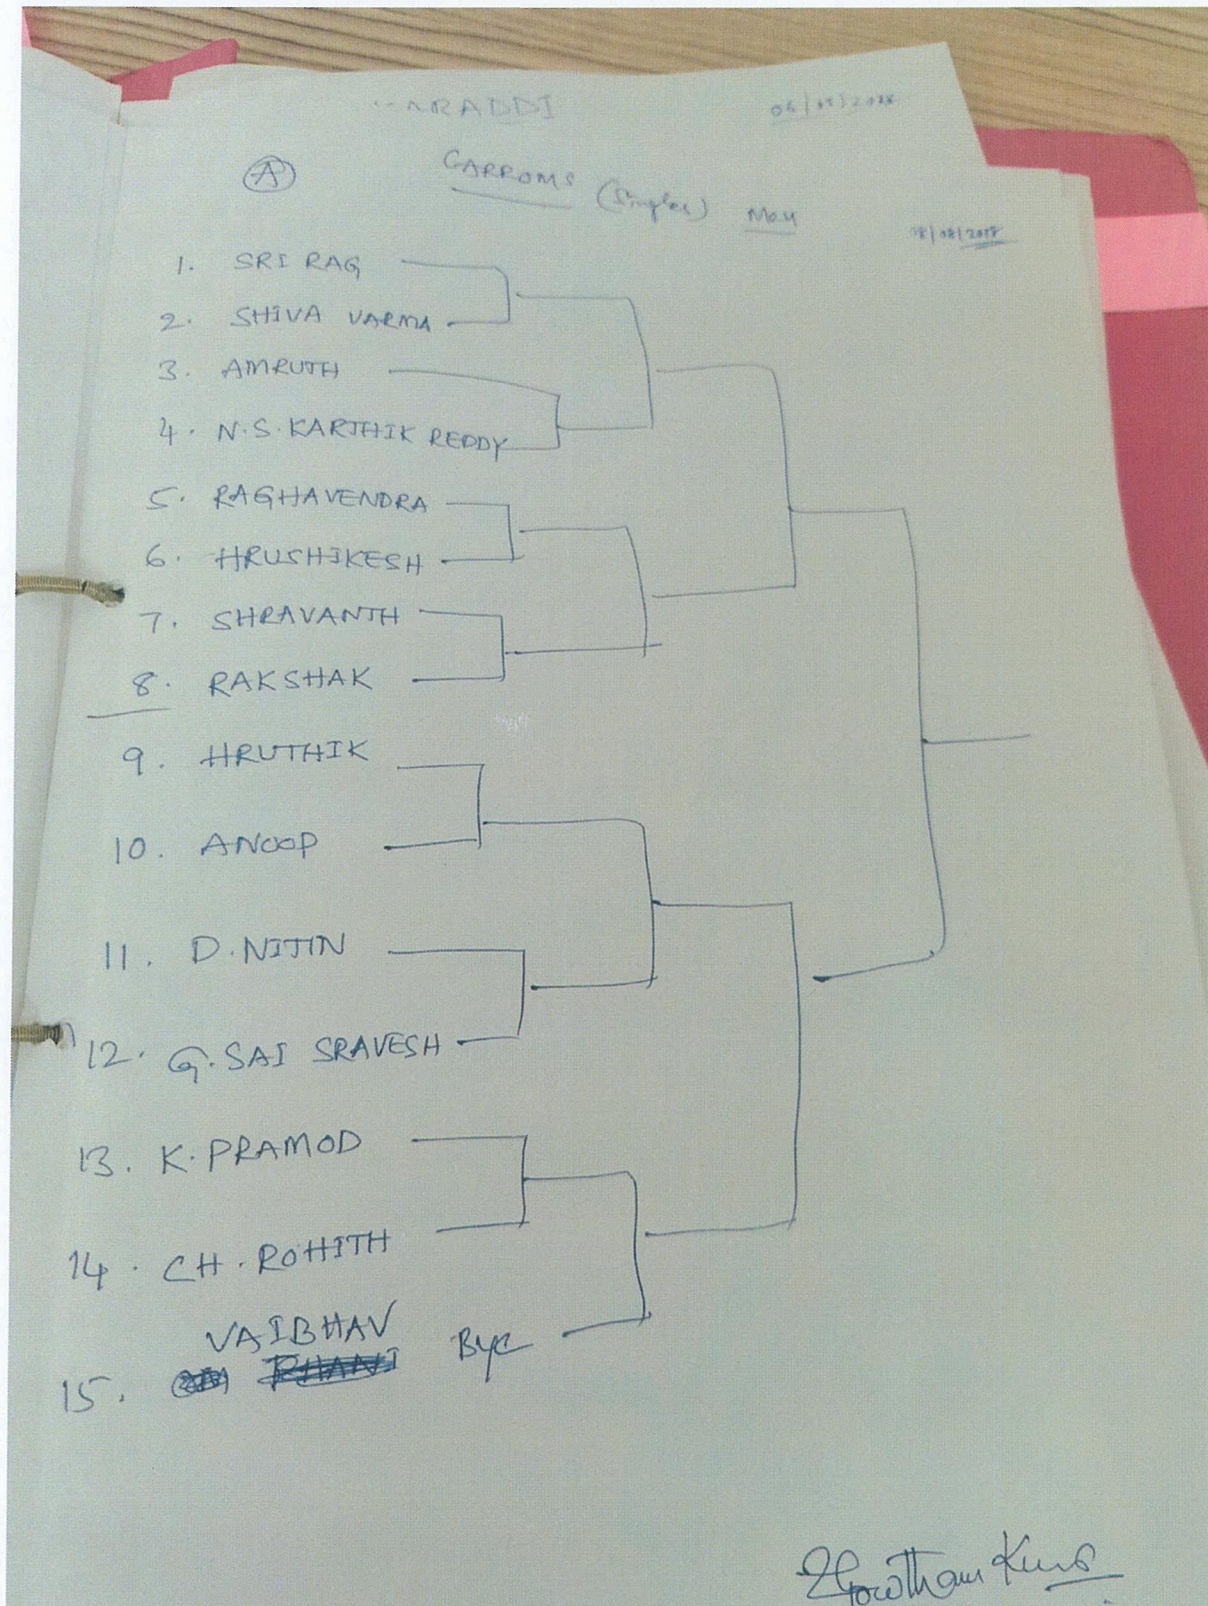 CARROMS (Singles) Men
A
1. SRI RAG
2. SHIVA VARMA
3. AMRUTH
4. N.S. KARTHIK REDDY
5. RAGHAVENDRA
6. HRUSHIKESH
7. SHRAVANTH
8. RAKSHAK
9. HRUTHIK
10. ANOOP
11. D. NITIN
12. G. SAI SRAVESH
13. K. PRAMOD
14. CH. ROHITH
VAIBHAV Bye
15.